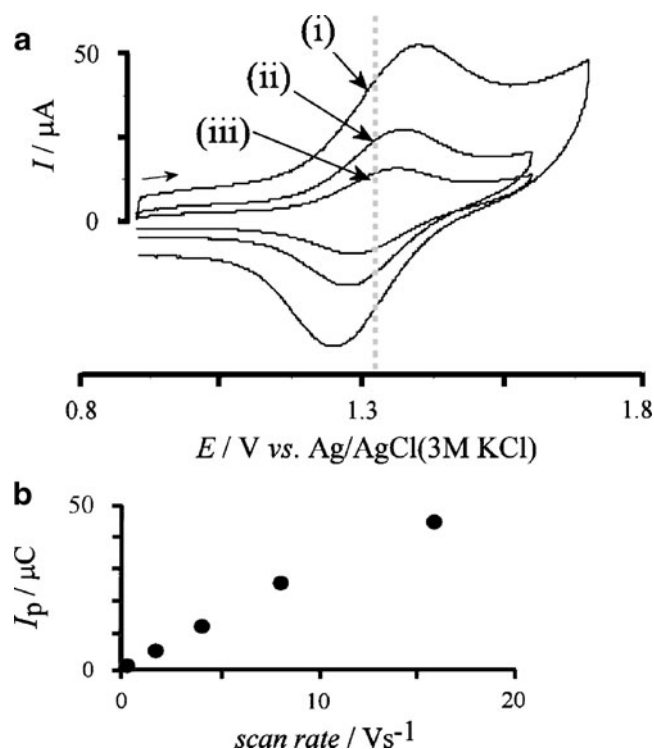 a
50
(i)
(ii)
(iii)
I / μA
0
0.8 1.3 1.8
E / V vs. Ag/AgCl(3M KCl)
b
50
Ip / μC
0
0 10 20
scan rate / Vs-1